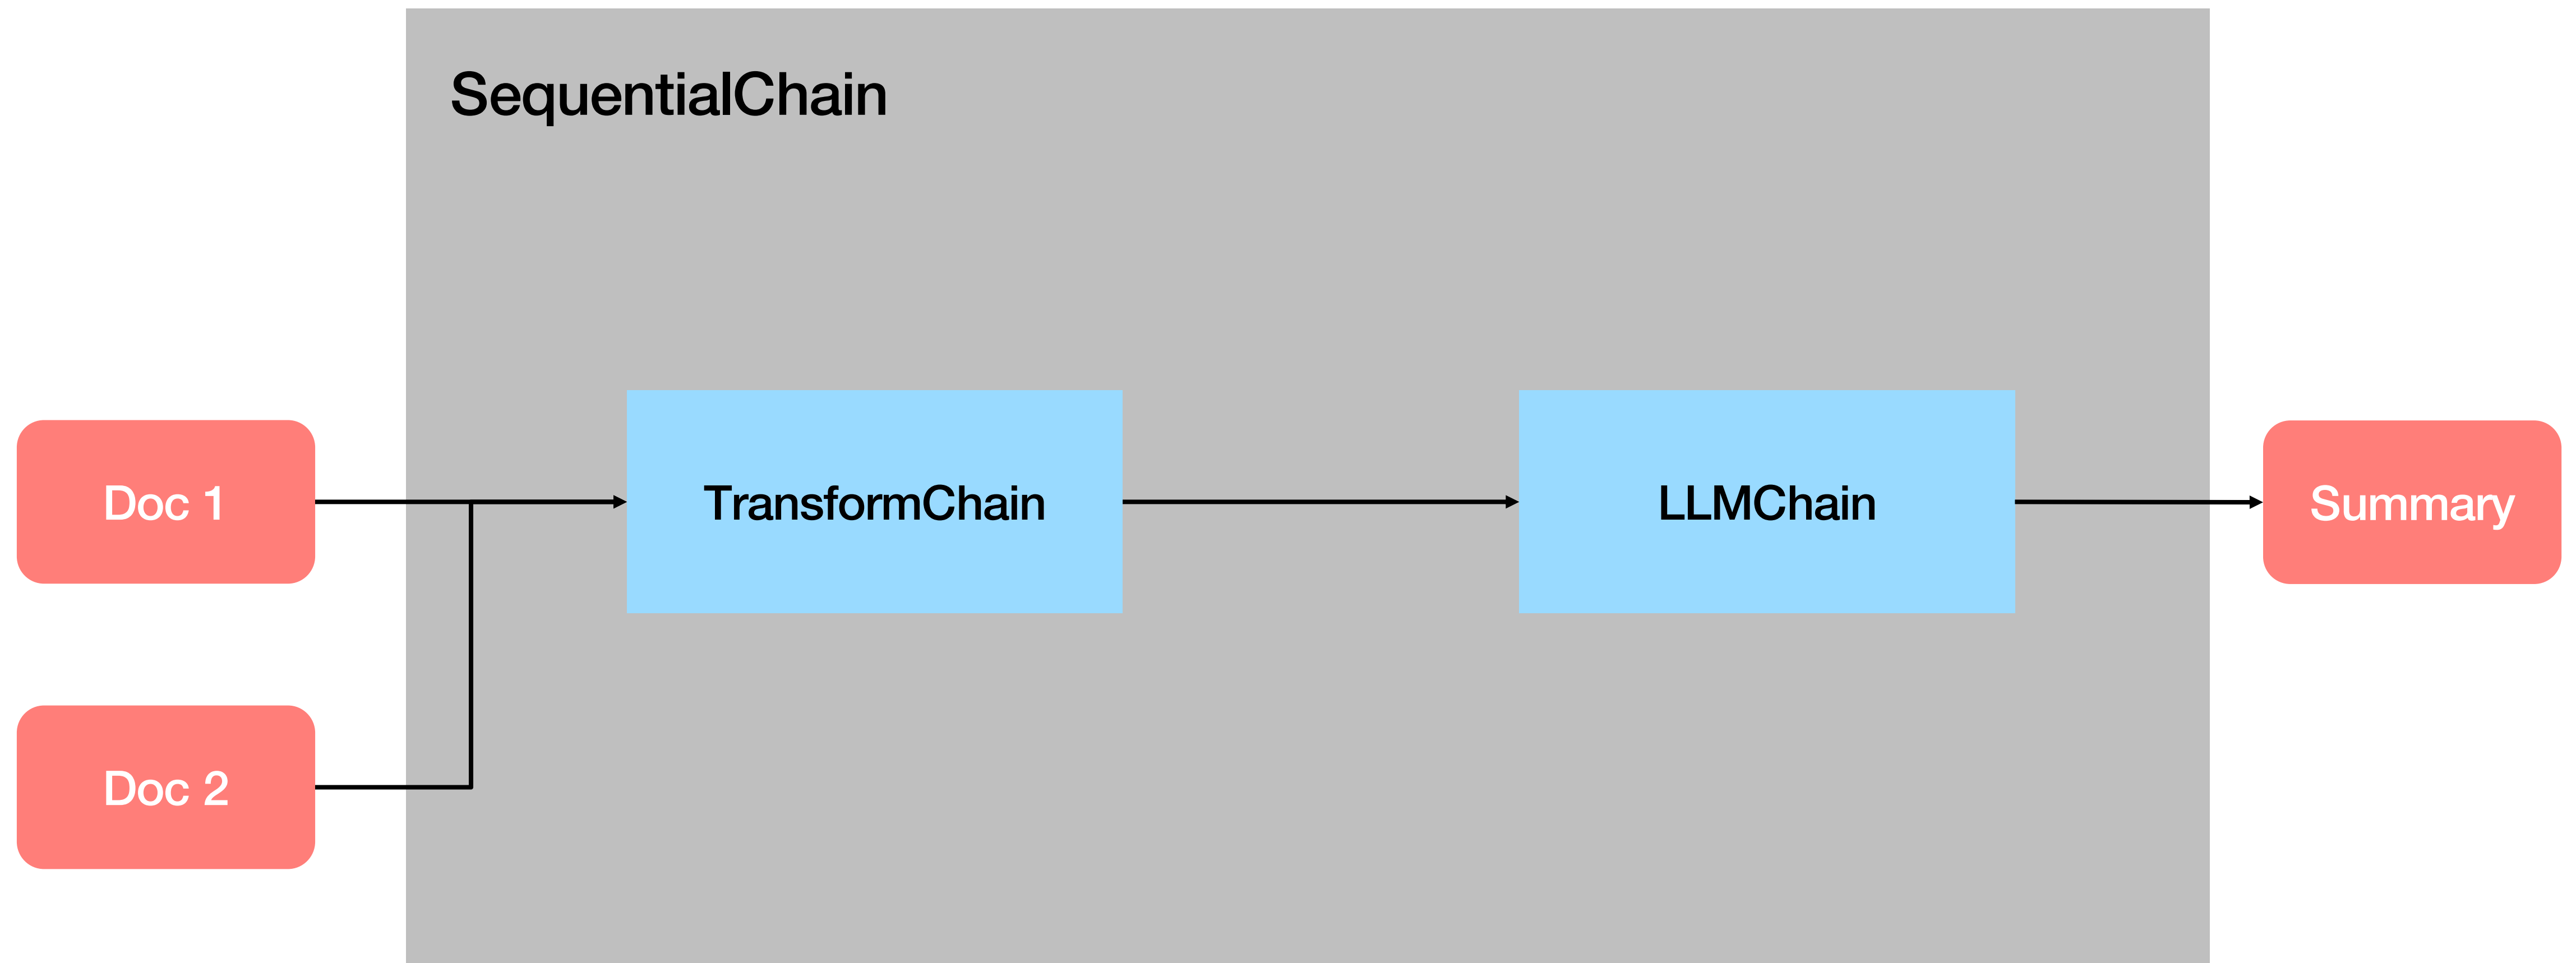 SequentialChain
Doc 1
TransformChain
LLMChain
Summary
Doc 2